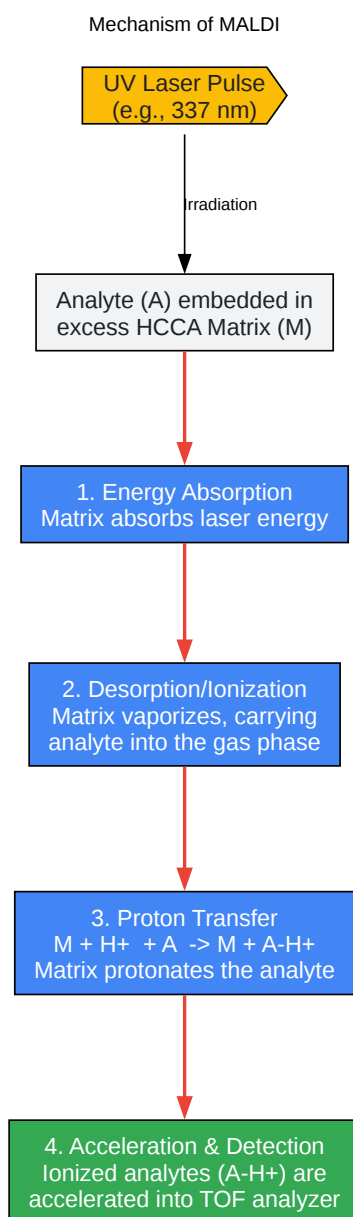 Mechanism of MALDI
UV Laser Pulse
(e.g., 337 nm)
Irradiation
Analyte (A) embedded in
excess HCCA Matrix (M)
1. Energy Absorption
Matrix absorbs laser energy
2. Desorption/Ionization
Matrix vaporizes, carrying
analyte into the gas phase
3. Proton Transfer
M + H+  + A  -> M + A-H+
Matrix protonates the analyte
4. Acceleration & Detection
Ionized analytes (A-H+) are
accelerated into TOF analyzer